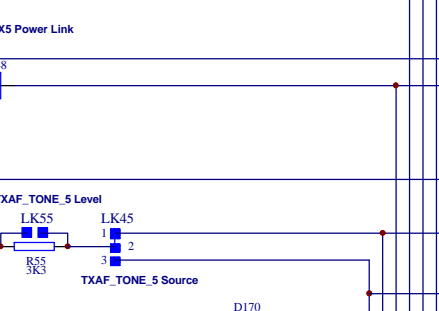 X5 Power Link
8
TXAF_TONE_5 Level
LK55
LK45
1
2
3
R55
3K3
TXAF_TONE_5 Source
D170